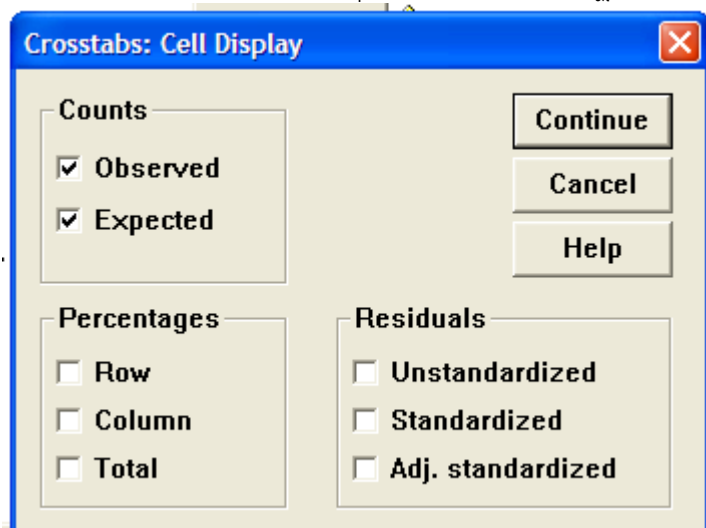 Crosstabs: Cell Display
Counts
Observed
Expected
Continue
Cancel
Help
Percentages
Row
Column
Total
Residuals
Unstandardized
Standardized
Adj. standardized